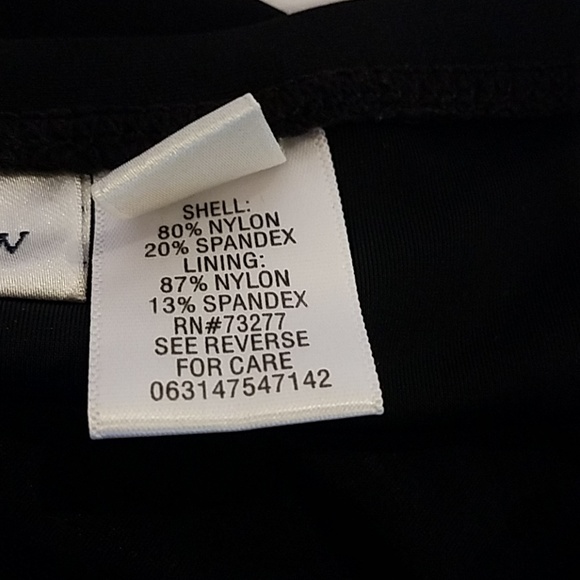 SHELL:
80% NYLON
20% SPANDEX
LINING:
87% NYLON
13% SPANDEX
RN#73277
SEE REVERSE
FOR CARE
063147547142